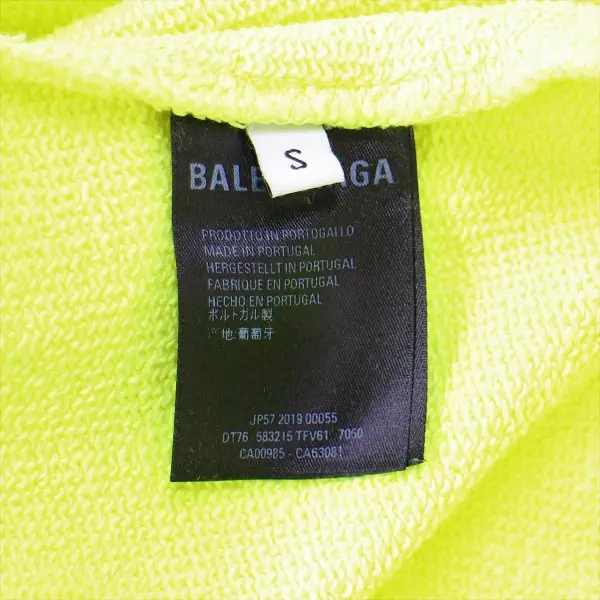 S
BALE AGA
PRODOTTO IN PORTOGALLO
MADE IN PORTUGAL
HERGESTELLT IN PORTUGAL
FABRIQUE EN PORTUGAL
HECHO EN PORTUGAL
ポルトガル製
产地:葡萄牙
JP57 2019 00055
DT76 583215 TFV61 7050
CA00985 - CA63081